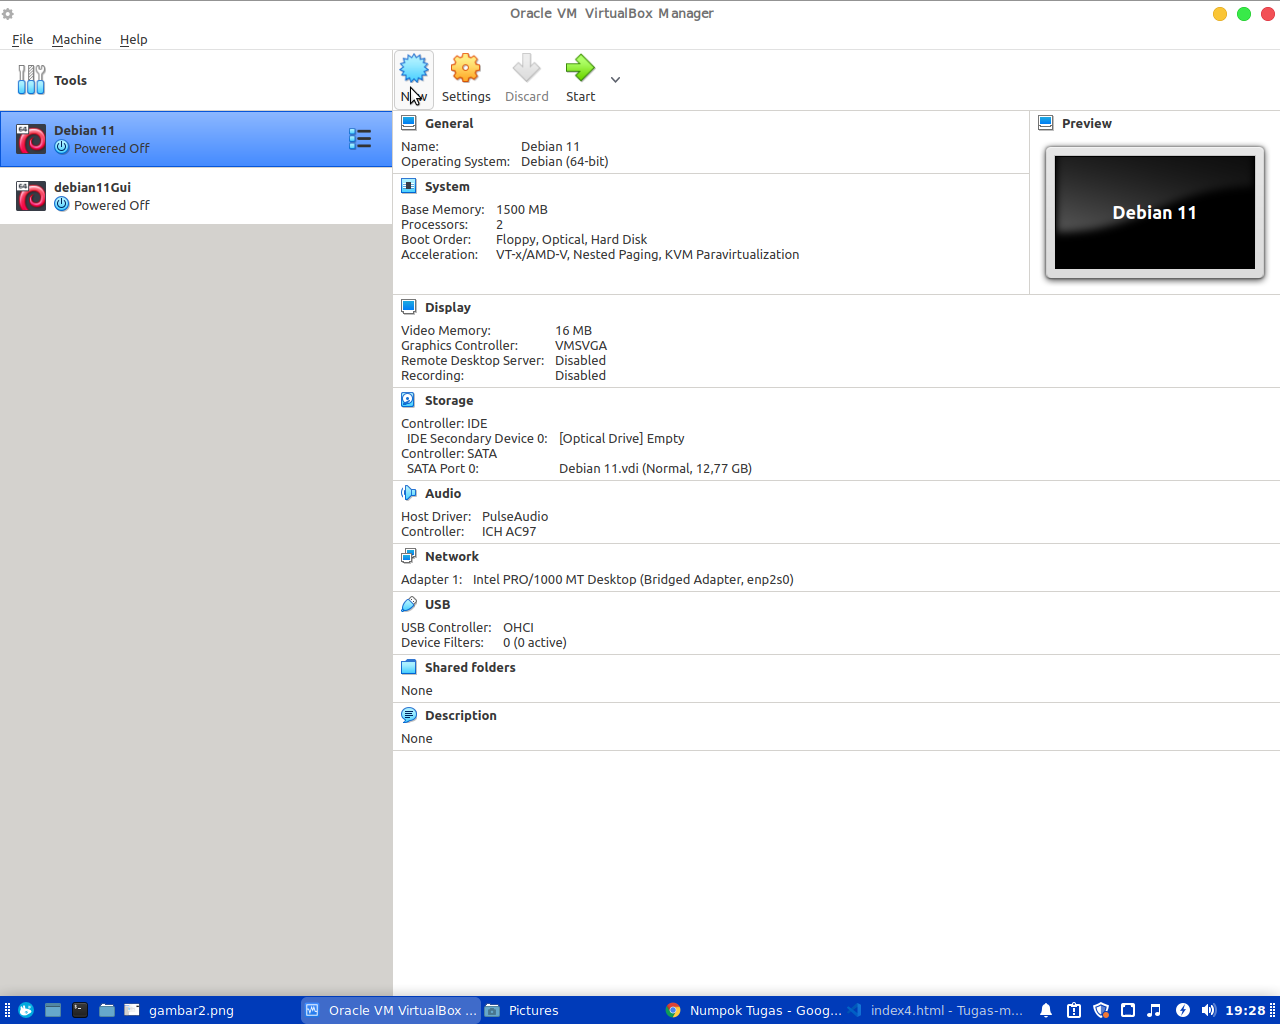 Oracle VM VirtualBox Manager
File Machine Help
Tools
New Settings Discard Start
64 Debian 11
Powered Off
64 debian11Gui
Powered Off
General
Name: Debian 11
Operating System: Debian (64-bit)
Preview
Debian 11
System
Base Memory: 1500 MB
Processors: 2
Boot Order: Floppy, Optical, Hard Disk
Acceleration: VT-x/AMD-V, Nested Paging, KVM Paravirtualization
Display
Video Memory: 16 MB
Graphics Controller: VMSVGA
Remote Desktop Server: Disabled
Recording: Disabled
Storage
Controller: IDE
IDE Secondary Device 0: [Optical Drive] Empty
Controller: SATA
SATA Port 0: Debian 11.vdi (Normal, 12,77 GB)
Audio
Host Driver: PulseAudio
Controller: ICH AC97
Network
Adapter 1: Intel PRO/1000 MT Desktop (Bridged Adapter, enp2s0)
USB
USB Controller: OHCI
Device Filters: 0 (0 active)
Shared folders
None
Description
None
gambar2.png Oracle VM VirtualBox ... Pictures Numpok Tugas - Goog... index4.html - Tugas-m... 19:28